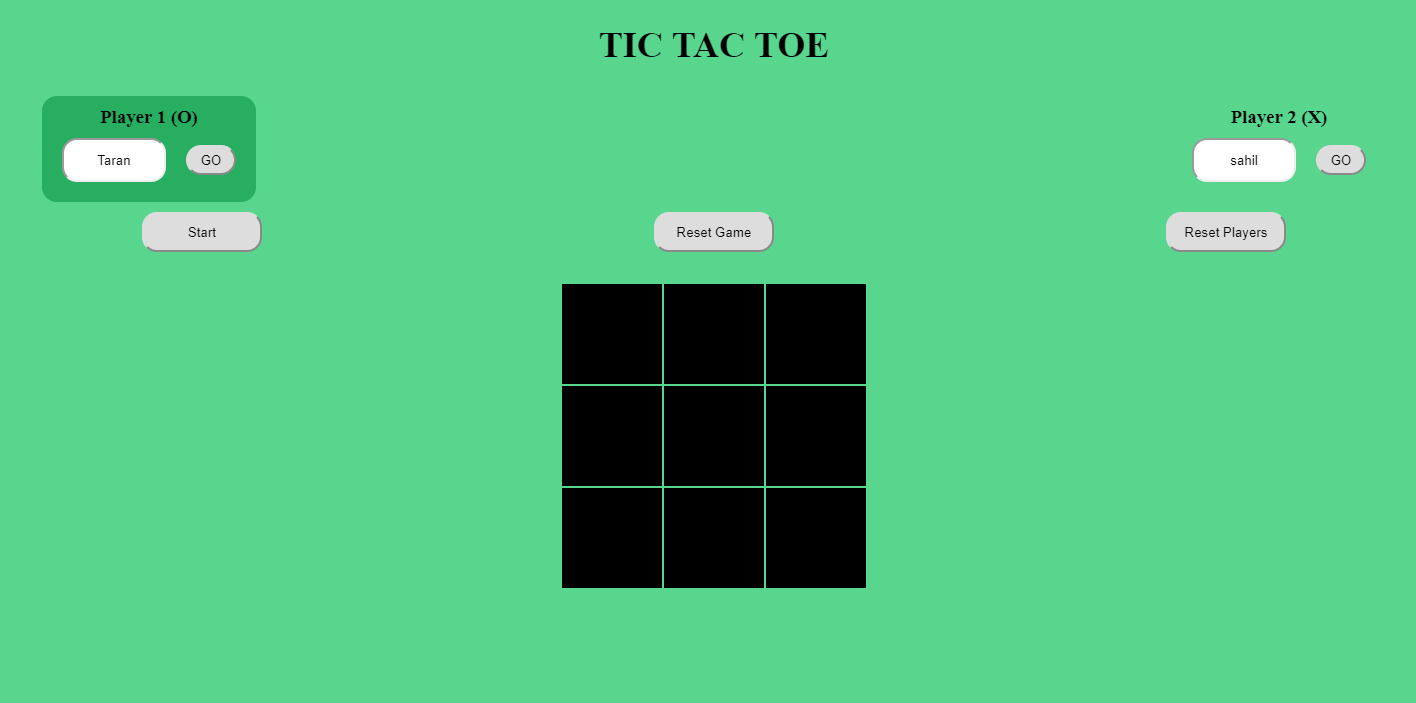 TIC TAC TOE
Player 1 (O)
Player 2 (X)
Taran GO
sahil GO
Start
Reset Game
Reset Players